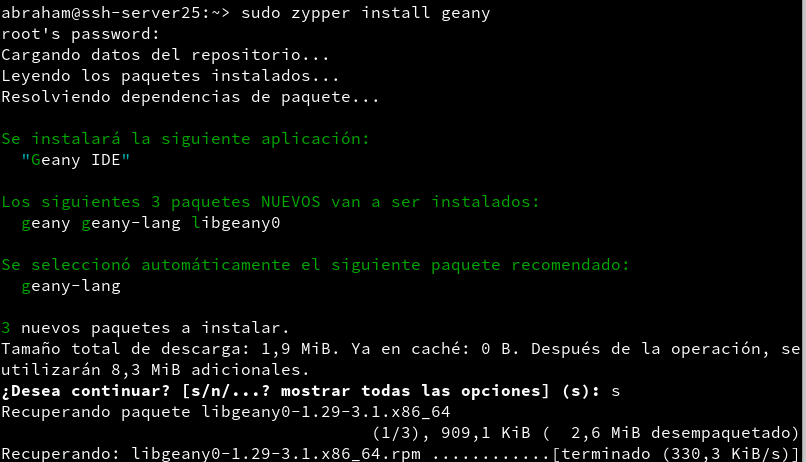 abraham@ssh-server25:~> sudo zypper install geany
root's password:
Cargando datos del repositorio...
Leyendo los paquetes instalados...
Resolviendo dependencias de paquete...
Se instalará la siguiente aplicación:
"Geany IDE"
Los siguientes 3 paquetes NUEVOS van a ser instalados:
geany geany-lang libgeany0
Se seleccionó automáticamente el siguiente paquete recomendado:
geany-lang
3 nuevos paquetes a instalar.
Tamaño total de descarga: 1,9 MiB. Ya en caché: 0 B. Después de la operación, se
utilizarán 8,3 MiB adicionales.
¿Desea continuar? [s/n/...? mostrar todas las opciones] (s): s
Recuperando paquete libgeany0-1.29-3.1.x86_64
(1/3), 909,1 KiB (  2,6 MiB desempaquetado)
Recuperando: libgeany0-1.29-3.1.x86_64.rpm ............[terminado (330,3 KiB/s)]